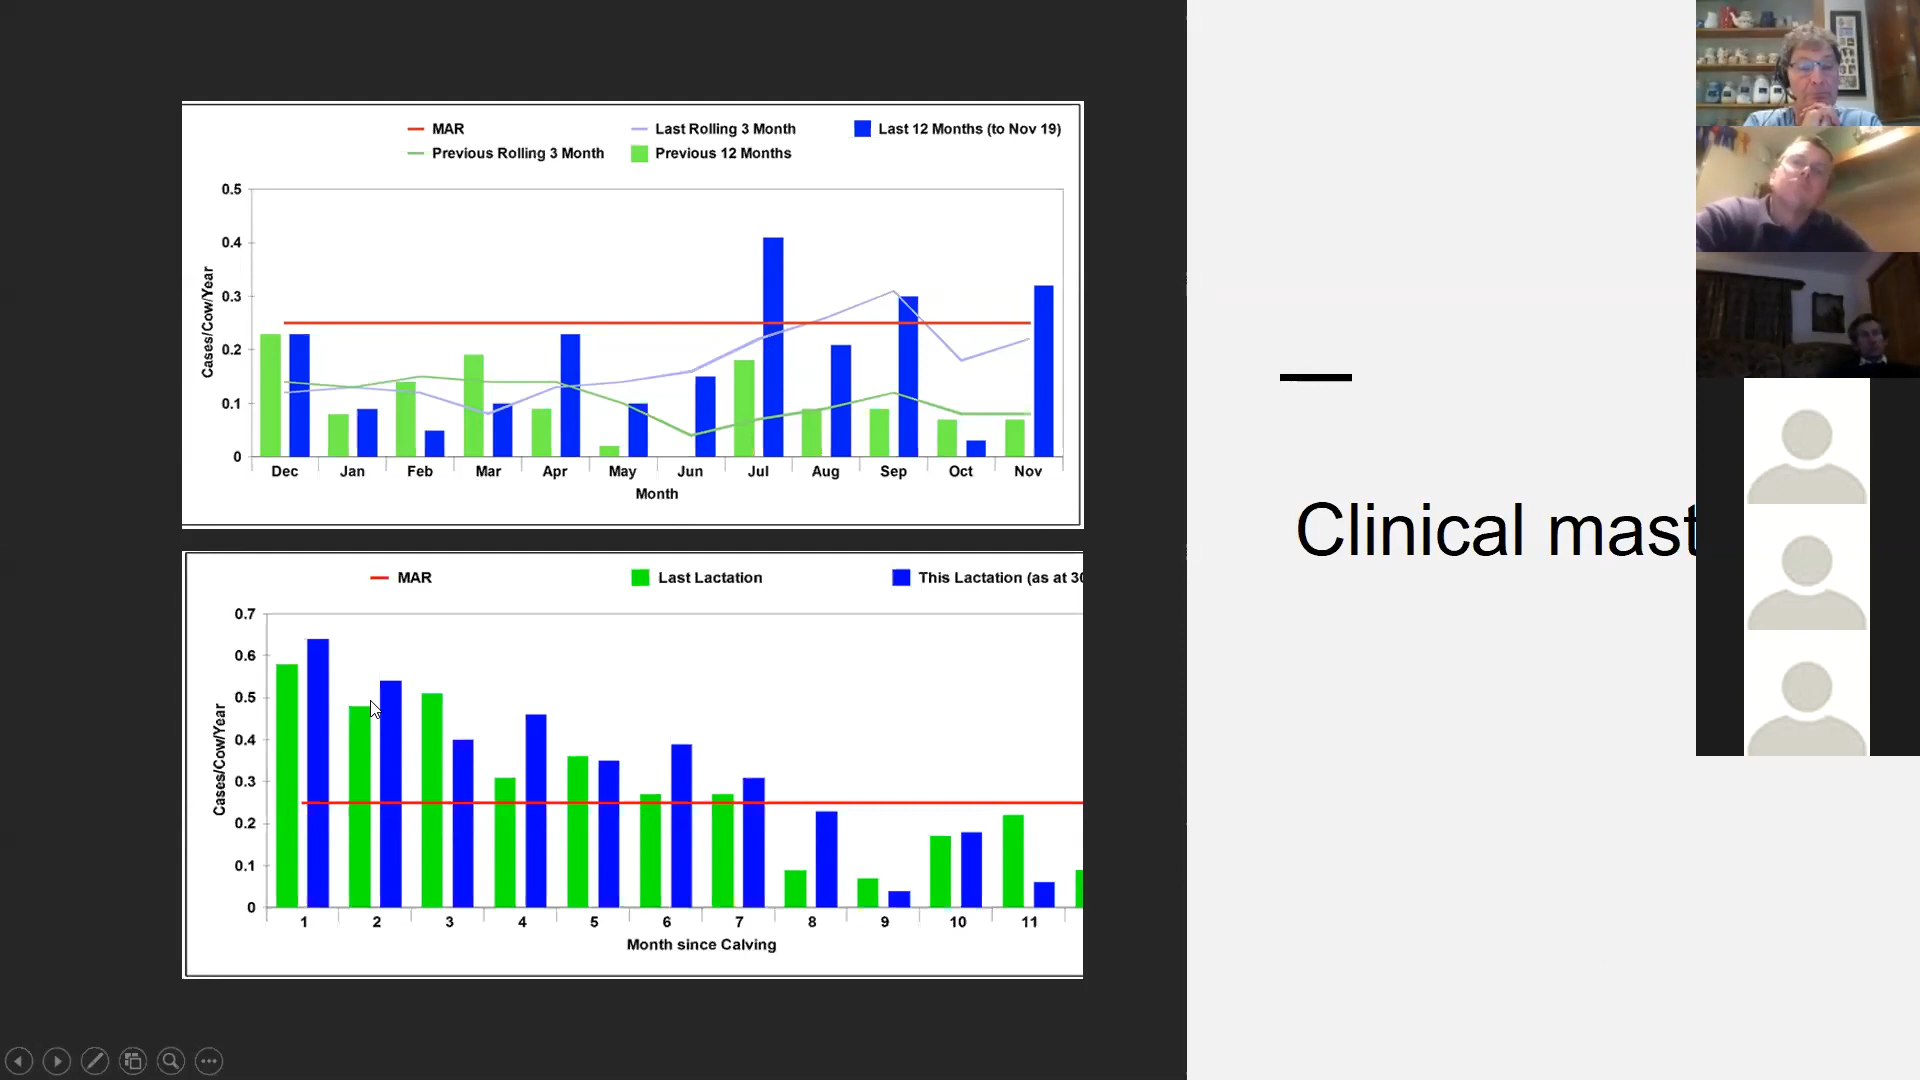 MAR
Last Rolling 3 Month
Last 12 Months (to Nov 19)
Previous Rolling 3 Month
Previous 12 Months
Cases/Cow/Year
0.5
0.4
0.3
0.2
0.1
0
Dec Jan Feb Mar Apr May Jun Jul Aug Sep Oct Nov
Month
MAR
Last Lactation
This Lactation (as at 30
Cases/Cow/Year
0.7
0.6
0.5
0.4
0.3
0.2
0.1
0
1 2 3 4 5 6 7 8 9 10 11
Month since Calving
Clinical mast